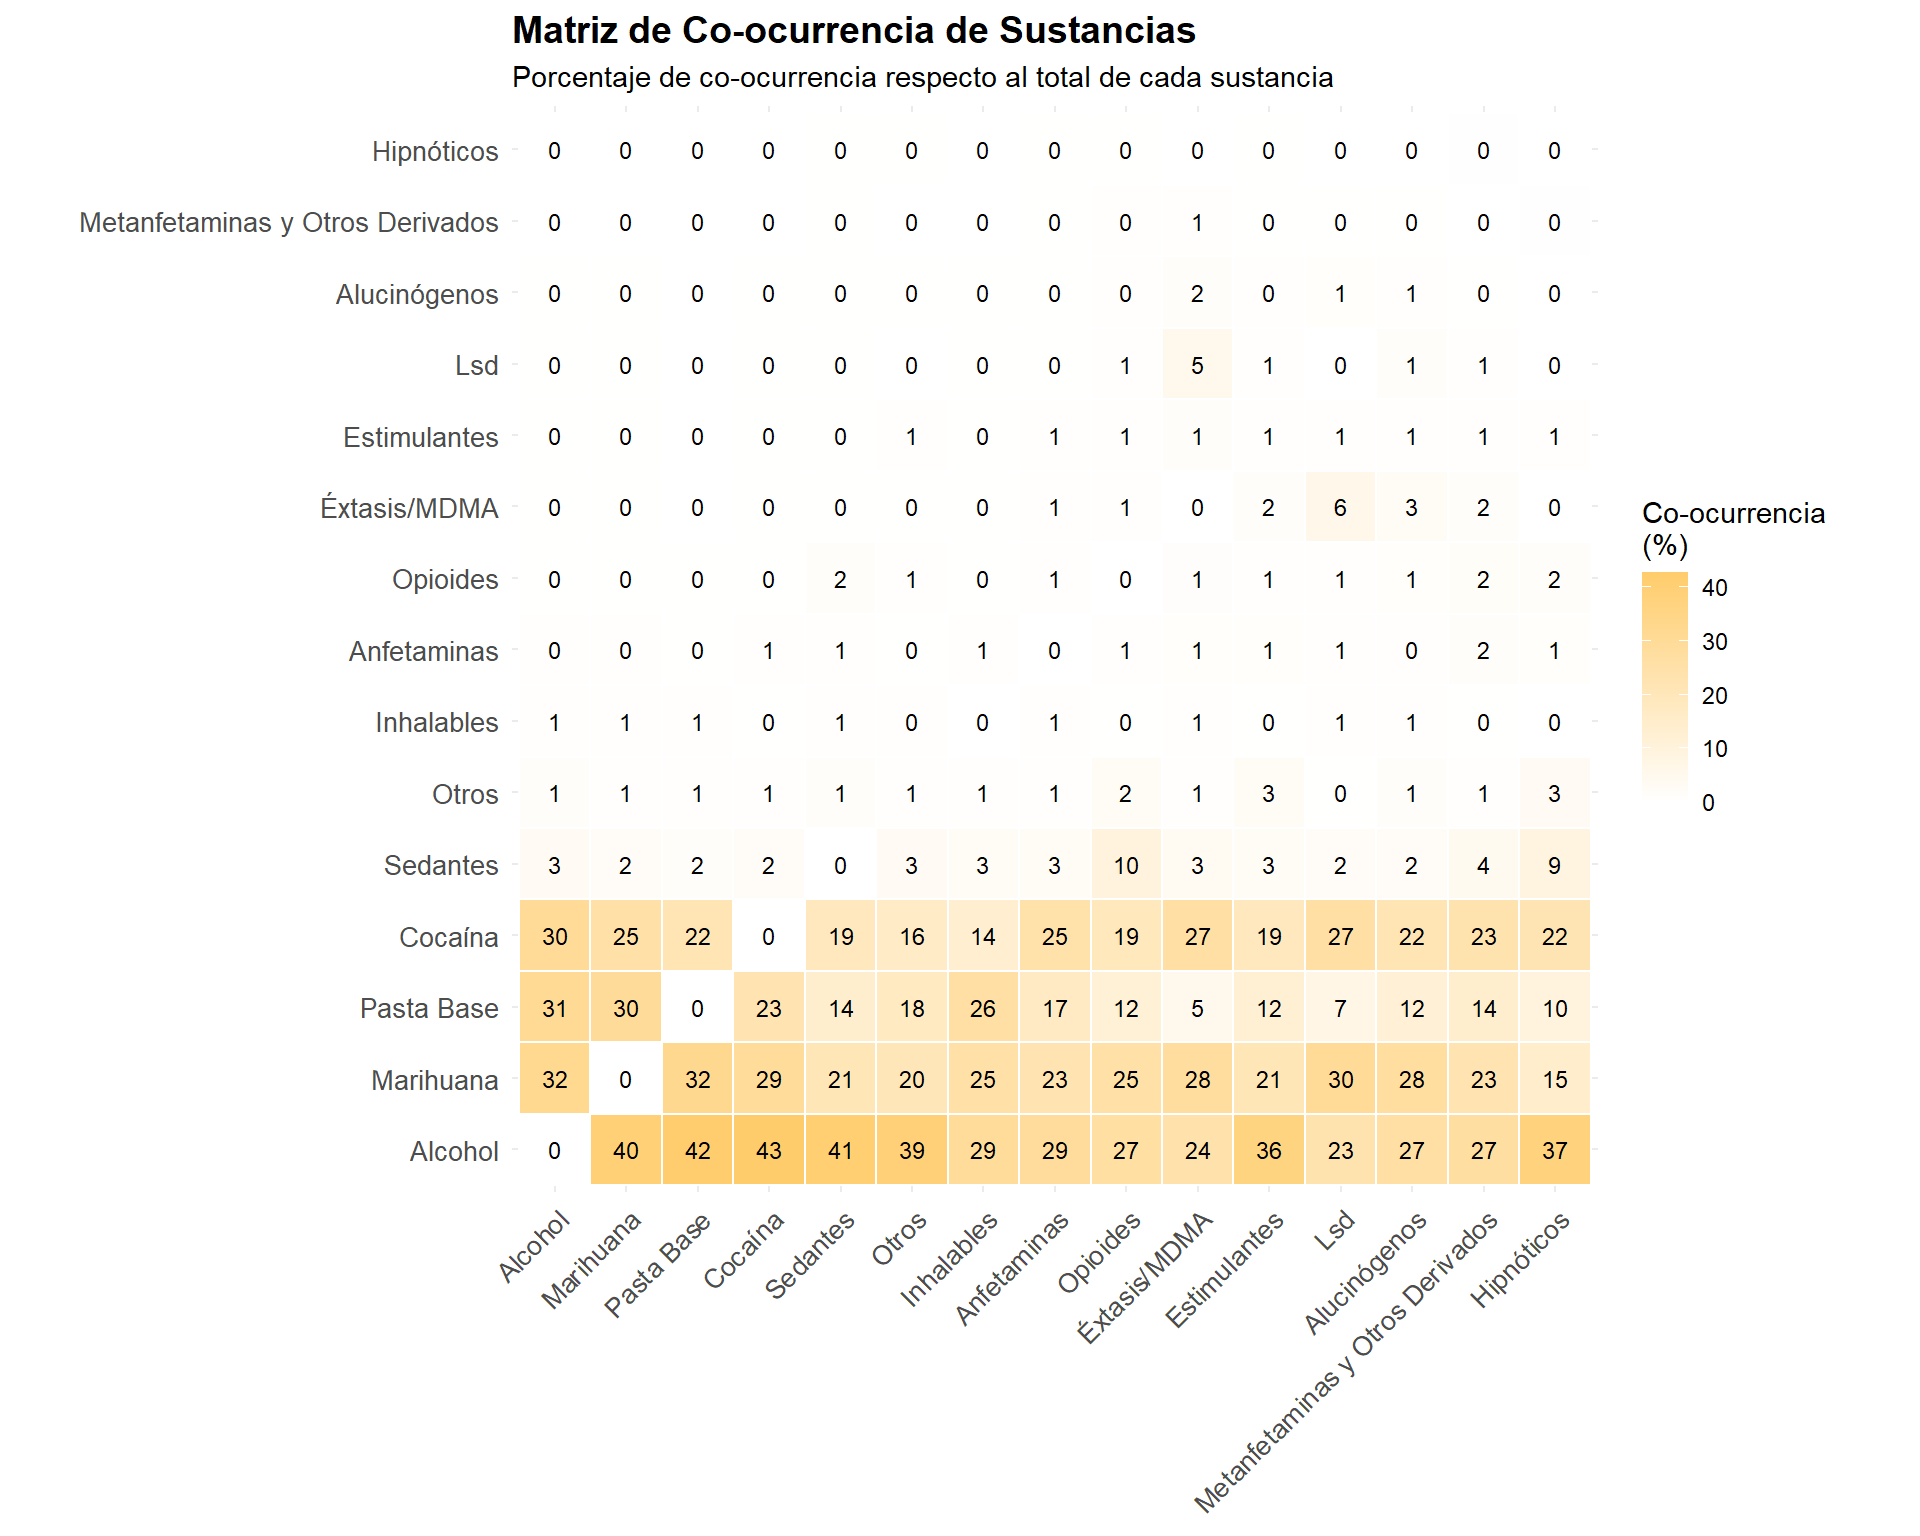 Matriz de Co-ocurrencia de Sustancias
Porcentaje de co-ocurrencia respecto al total de cada sustancia
Hipnóticos 0 0 0 0 0 0 0 0 0 0 0 0 0 0 0
Metanfetaminas y Otros Derivados 0 0 0 0 0 0 0 0 0 1 0 0 0 0 0
Alucinógenos 0 0 0 0 0 0 0 0 0 2 0 1 1 0 0
Lsd 0 0 0 0 0 0 0 0 1 5 1 0 1 1 0
Estimulantes 0 0 0 0 0 1 0 1 1 1 1 1 1 1 1
Éxtasis/MDMA 0 0 0 0 0 0 0 1 1 0 2 6 3 2 0
Opioides 0 0 0 0 2 1 0 1 0 1 1 1 1 2 2
Anfetaminas 0 0 0 1 1 0 1 0 1 1 1 1 0 2 1
Inhalables 1 1 1 0 1 0 0 1 0 1 0 1 1 0 0
Otros 1 1 1 1 1 1 1 1 2 1 3 0 1 1 3
Sedantes 3 2 2 2 0 3 3 3 10 3 3 2 2 4 9
Cocaína 30 25 22 0 19 16 14 25 19 27 19 27 22 23 22
Pasta Base 31 30 0 23 14 18 26 17 12 5 12 7 12 14 10
Marihuana 32 0 32 29 21 20 25 23 25 28 21 30 28 23 15
Alcohol 0 40 42 43 41 39 29 29 27 24 36 23 27 27 37
Alcohol
Marihuana
Pasta Base
Cocaína
Sedantes
Otros
Inhalables
Anfetaminas
Opioides
Éxtasis/MDMA
Estimulantes
Lsd
Alucinógenos
Metanfetaminas y Otros Derivados
Hipnóticos
Co-ocurrencia
(%)
40
30
20
10
0